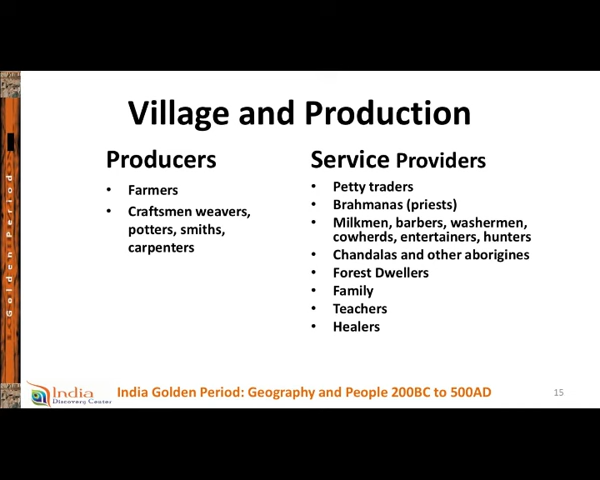 Village and Production
Producers
• Farmers
• Craftsmen weavers,
potters, smiths,
carpenters
Service Providers
• Petty traders
• Brahmanas (priests)
• Milkmen, barbers, washermen,
cowherds, entertainers, hunters
• Chandalas and other aborigines
• Forest Dwellers
• Family
• Teachers
• Healers
Golden Period
India
Discovery Center
India Golden Period: Geography and People 200BC to 500AD
15